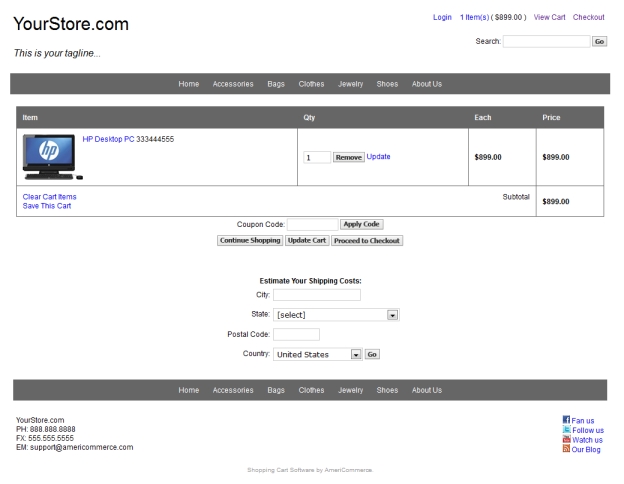 Login 1 Item(s) ( $899.00 ) View Cart Checkout
YourStore.com
Search: Go
This is your tagline...
Home Accessories Bags Clothes Jewelry Shoes About Us
Item Qty Each Price
hp HP Desktop PC 333444555 1 Remove Update $899.00 $899.00
Clear Cart Items Subtotal $899.00
Save This Cart
Coupon Code: Apply Code
Continue Shopping Update Cart Proceed to Checkout
Estimate Your Shipping Costs:
City:
State: [select]
Postal Code:
Country: United States Go
Home Accessories Bags Clothes Jewelry Shoes About Us
YourStore.com
PH: 888.888.8888
FX: 555.555.5555
EM: support@americommerce.com
Fan us
Follow us
Watch us
Our Blog
Shopping Cart Software by AmeriCommerce.